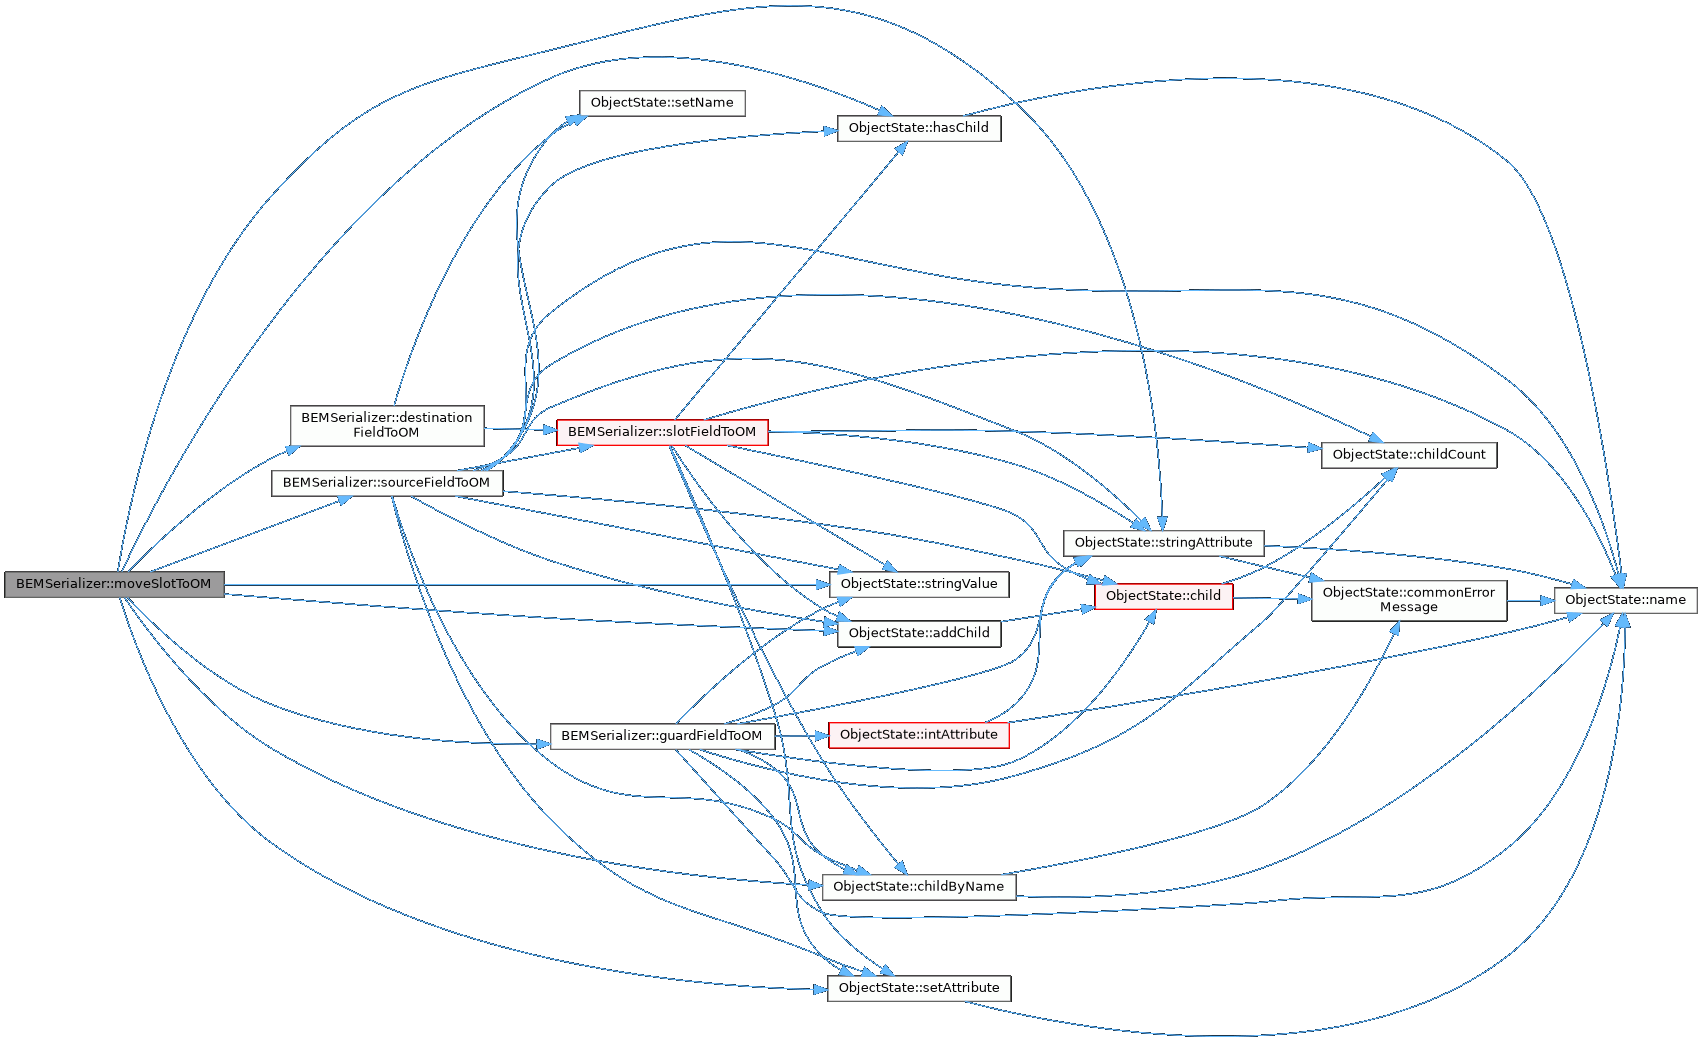 ObjectState::setName
ObjectState::hasChild
BEMSerializer::destination
FieldToOM
BEMSerializer::slotFieldToOM
ObjectState::childCount
BEMSerializer::sourceFieldToOM
ObjectState::stringAttribute
BEMSerializer::moveSlotToOM
ObjectState::stringValue
ObjectState::child
ObjectState::commonError
Message
ObjectState::name
ObjectState::addChild
BEMSerializer::guardFieldToOM
ObjectState::intAttribute
ObjectState::childByName
ObjectState::setAttribute